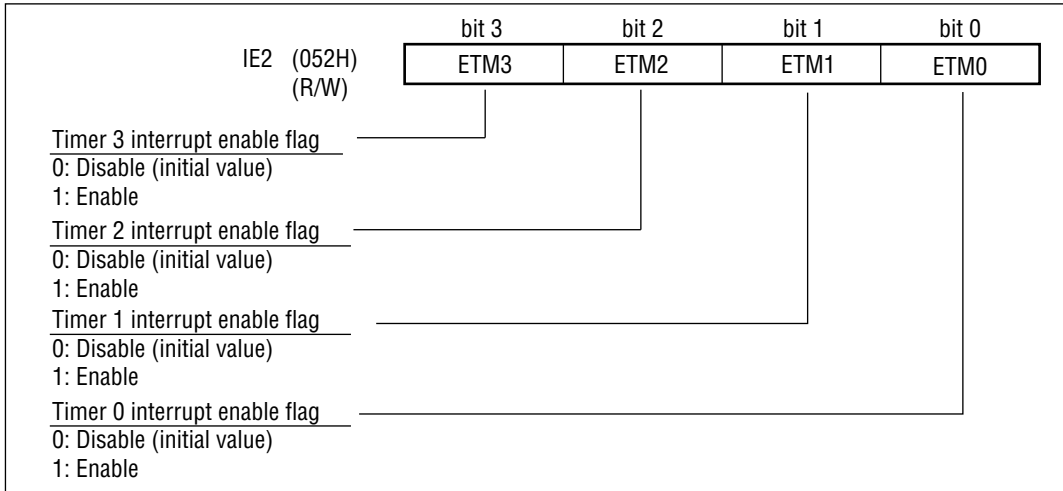 bit 3 bit 2 bit 1 bit 0
IE2 (052H) ETM3 ETM2 ETM1 ETM0
(R/W)
Timer 3 interrupt enable flag
0: Disable (initial value)
1: Enable
Timer 2 interrupt enable flag
0: Disable (initial value)
1: Enable
Timer 1 interrupt enable flag
0: Disable (initial value)
1: Enable
Timer 0 interrupt enable flag
0: Disable (initial value)
1: Enable